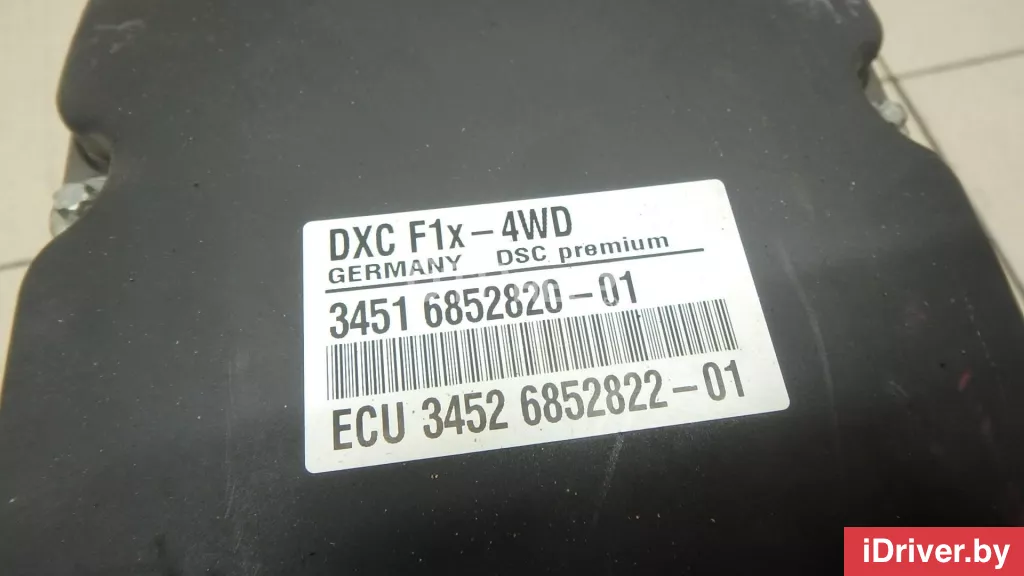 DXC F1x-4WD
GERMANY DSC premium
3451 6852820-01
ECU 3452 6852822-01
iDriver.by